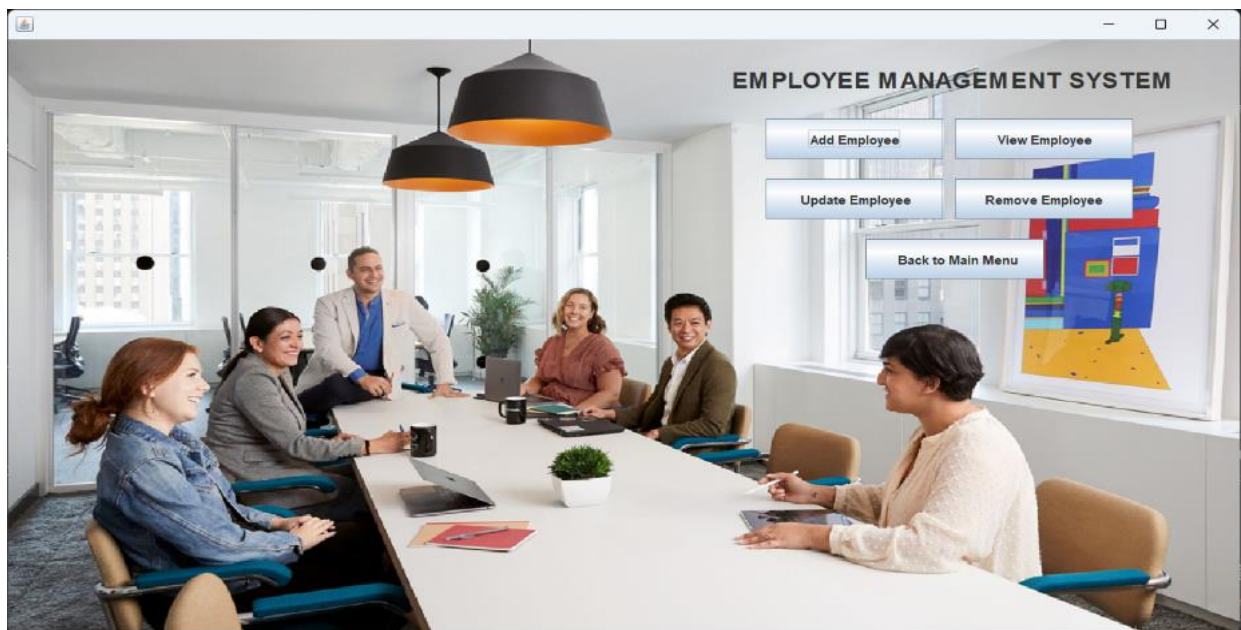 EMPLOYEE MANAGEMENT SYSTEM
Add Employee View Employee
Update Employee Remove Employee
Back to Main Menu